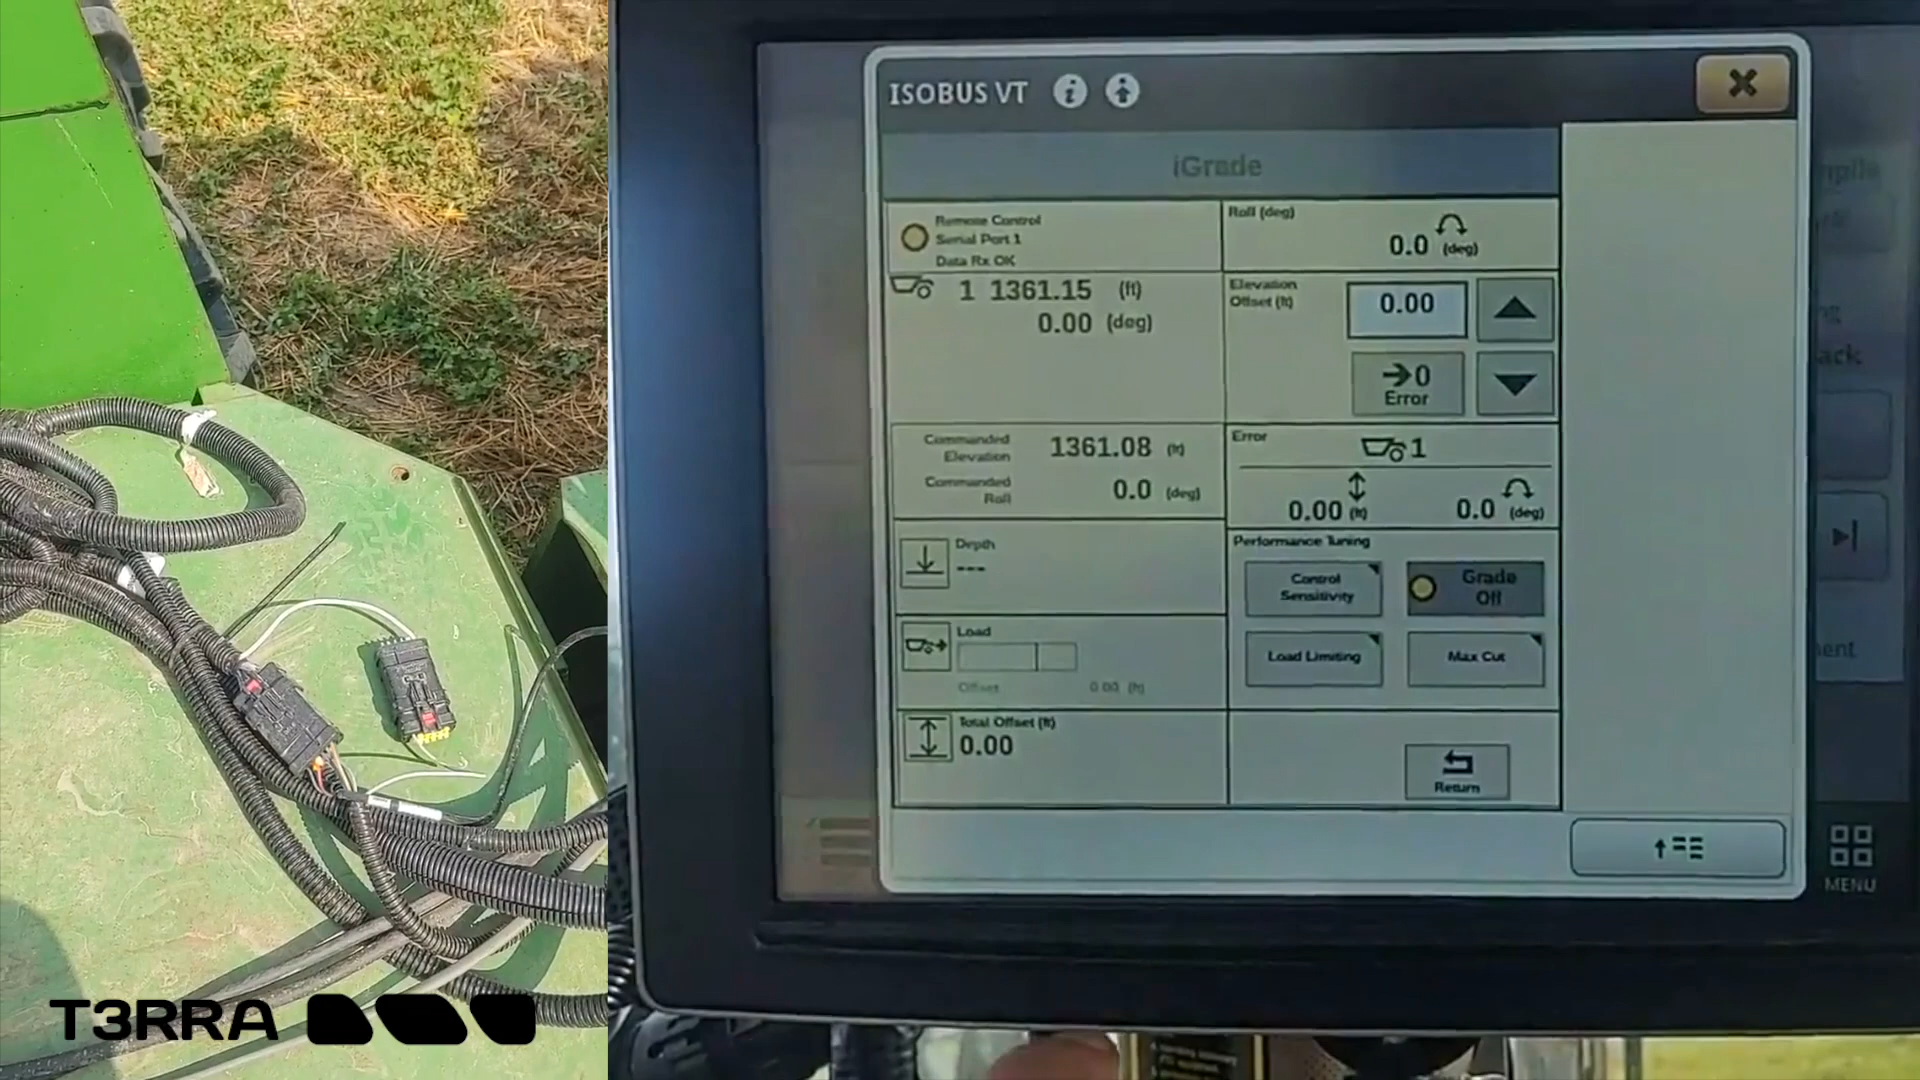 ISOBUS VT
iGrade
Remote Control
Serial Port 1
Data Rx OK
Roll (deg)
0.0 (deg)
1 1361.15 (ft)
0.00 (deg)
Elevation
Offset (ft)
0.00
→0
Error
Commanded
Elevation
1361.08 (ft)
Commanded
Roll
0.0 (deg)
Error
1
0.00 (ft)
0.0 (deg)
Depth
---
Performance Tuning
Control
Sensitivity
Grade
Off
Load Limiting
Max Cut
Load
Offset 0.00 (ft)
Total Offset (ft)
0.00
Return
ack
MENU
T3RRA